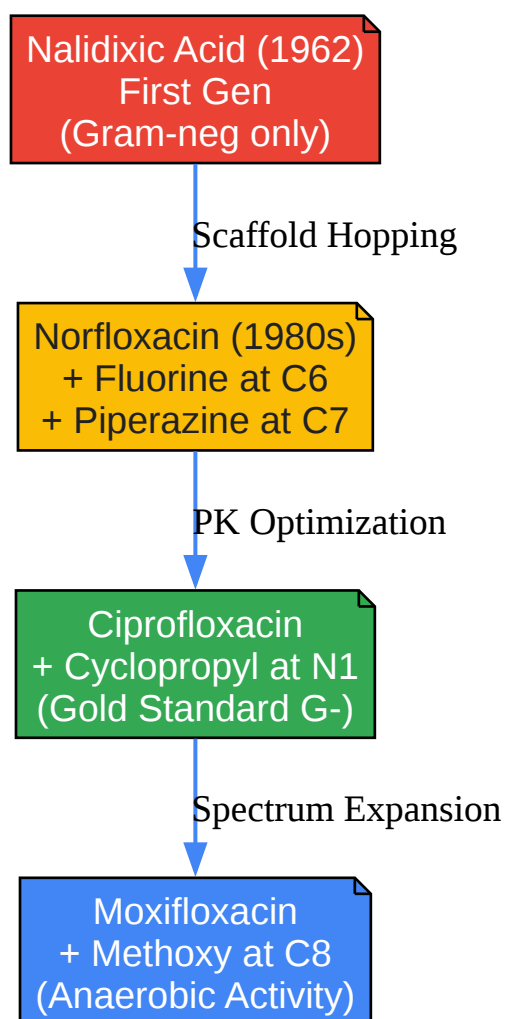 Nalidixic Acid (1962)
First Gen
(Gram-neg only)
Scaffold Hopping
Norfloxacin (1980s)
+ Fluorine at C6
+ Piperazine at C7
PK Optimization
Ciprofloxacin
+ Cyclopropyl at N1
(Gold Standard G-)
Spectrum Expansion
Moxifloxacin
+ Methoxy at C8
(Anaerobic Activity)